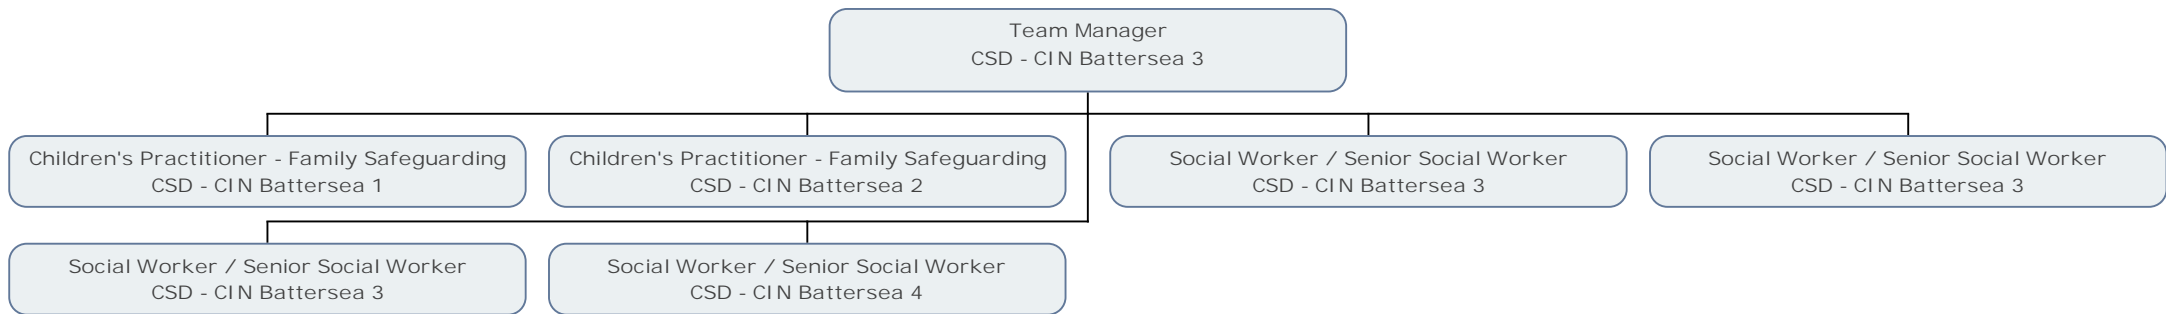 Team Manager
CSD - CIN Battersea 3
Children's Practitioner - Family Safeguarding
CSD - CIN Battersea 1
Children's Practitioner - Family Safeguarding
CSD - CIN Battersea 2
Social Worker / Senior Social Worker
CSD - CIN Battersea 3
Social Worker / Senior Social Worker
CSD - CIN Battersea 3
Social Worker / Senior Social Worker
CSD - CIN Battersea 3
Social Worker / Senior Social Worker
CSD - CIN Battersea 4